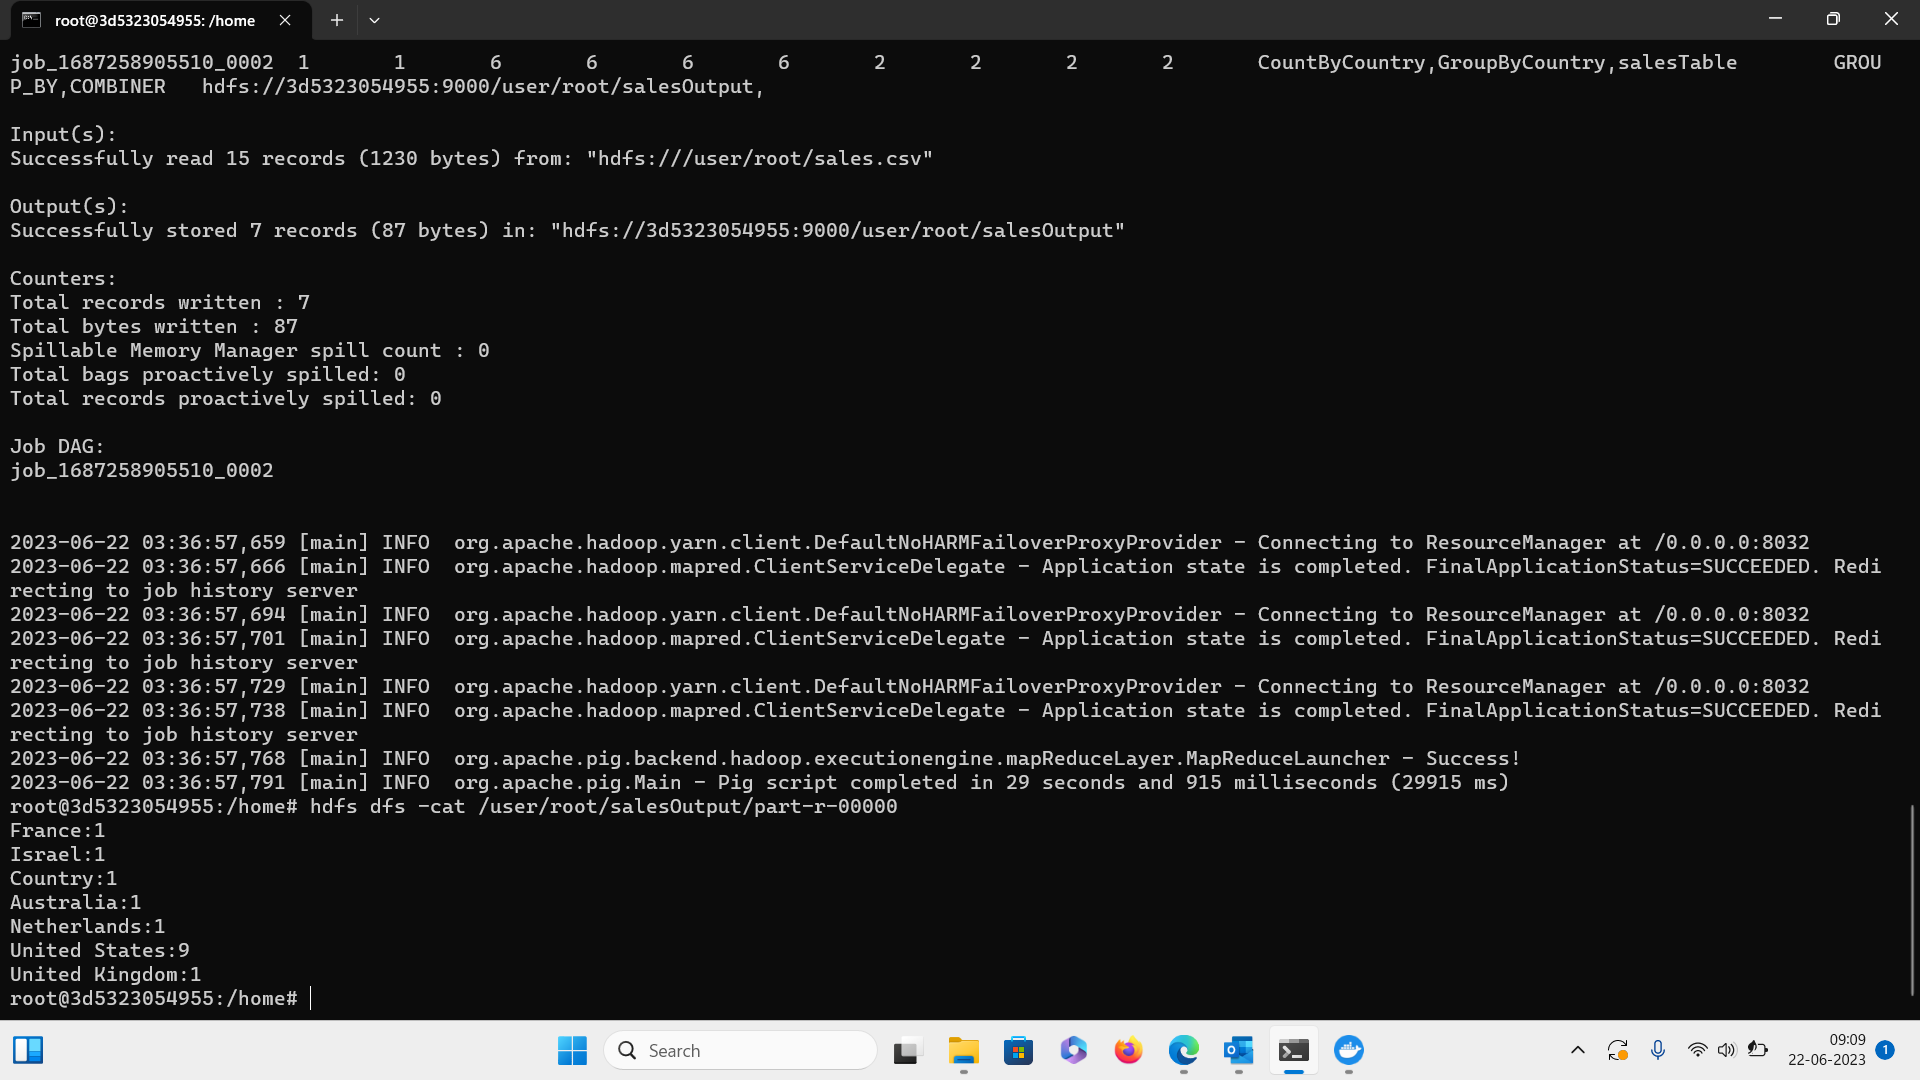 root@3d5323054955: /home
job_1687258905510_0002  1       1       6       6       6       6       2       2       2       2       CountByCountry,GroupByCountry,salesTable        GROU
P_BY,COMBINER   hdfs://3d5323054955:9000/user/root/salesOutput,
Input(s):
Successfully read 15 records (1230 bytes) from: "hdfs:///user/root/sales.csv"
Output(s):
Successfully stored 7 records (87 bytes) in: "hdfs://3d5323054955:9000/user/root/salesOutput"
Counters:
Total records written : 7
Total bytes written : 87
Spillable Memory Manager spill count : 0
Total bags proactively spilled: 0
Total records proactively spilled: 0
Job DAG:
job_1687258905510_0002
2023-06-22 03:36:57,659 [main] INFO  org.apache.hadoop.yarn.client.DefaultNoHARMFailoverProxyProvider - Connecting to ResourceManager at /0.0.0.0:8032
2023-06-22 03:36:57,666 [main] INFO  org.apache.hadoop.mapred.ClientServiceDelegate - Application state is completed. FinalApplicationStatus=SUCCEEDED. Redi
recting to job history server
2023-06-22 03:36:57,694 [main] INFO  org.apache.hadoop.yarn.client.DefaultNoHARMFailoverProxyProvider - Connecting to ResourceManager at /0.0.0.0:8032
2023-06-22 03:36:57,701 [main] INFO  org.apache.hadoop.mapred.ClientServiceDelegate - Application state is completed. FinalApplicationStatus=SUCCEEDED. Redi
recting to job history server
2023-06-22 03:36:57,729 [main] INFO  org.apache.hadoop.yarn.client.DefaultNoHARMFailoverProxyProvider - Connecting to ResourceManager at /0.0.0.0:8032
2023-06-22 03:36:57,738 [main] INFO  org.apache.hadoop.mapred.ClientServiceDelegate - Application state is completed. FinalApplicationStatus=SUCCEEDED. Redi
recting to job history server
2023-06-22 03:36:57,768 [main] INFO  org.apache.pig.backend.hadoop.executionengine.mapReduceLayer.MapReduceLauncher - Success!
2023-06-22 03:36:57,791 [main] INFO  org.apache.pig.Main - Pig script completed in 29 seconds and 915 milliseconds (29915 ms)
root@3d5323054955:/home# hdfs dfs -cat /user/root/salesOutput/part-r-00000
France:1
Israel:1
Country:1
Australia:1
Netherlands:1
United States:9
United Kingdom:1
root@3d5323054955:/home#
Search
09:09
22-06-2023
1